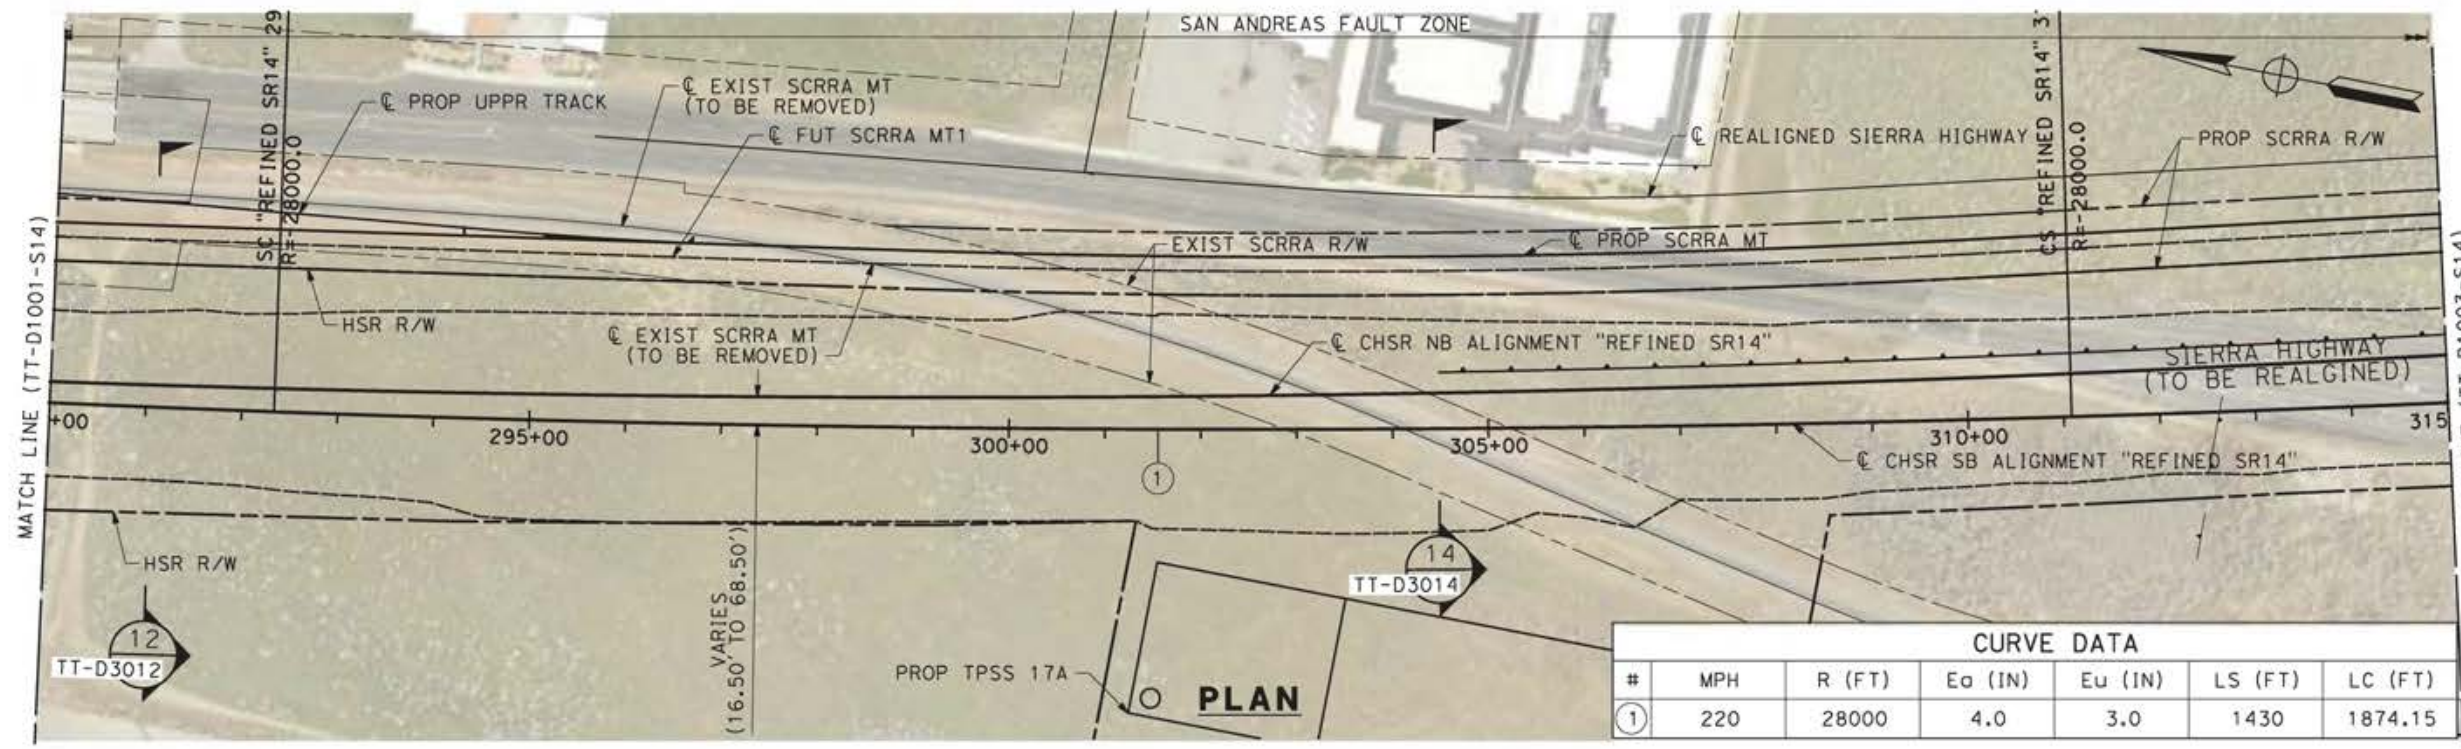 SAN ANDREAS FAULT ZONE
SC "REFINED SR14" 29
R=-28000.0
℄ PROP UPPR TRACK
℄ EXIST SCRRA MT
(TO BE REMOVED)
℄ FUT SCRRA MT1
℄ REALIGNED SIERRA HIGHWAY
CS "REFINED SR14" 3
R=-28000.0
PROP SCRRA R/W
EXIST SCRRA R/W
℄ PROP SCRRA MT
MATCH LINE (TT-D1001-S14)
HSR R/W
℄ EXIST SCRRA MT
(TO BE REMOVED)
℄ CHSR NB ALIGNMENT "REFINED SR14"
SIERRA HIGHWAY
(TO BE REALGINED)
+00
295+00
300+00
305+00
310+00
315
℄ CHSR SB ALIGNMENT "REFINED SR14"
1
HSR R/W
VARIES
(16.50' TO 68.50')
14
TT-D3014
12
TT-D3012
PROP TPSS 17A
PLAN
CURVE DATA
# MPH R (FT) Ea (IN) Eu (IN) LS (FT) LC (FT)
1 220 28000 4.0 3.0 1430 1874.15